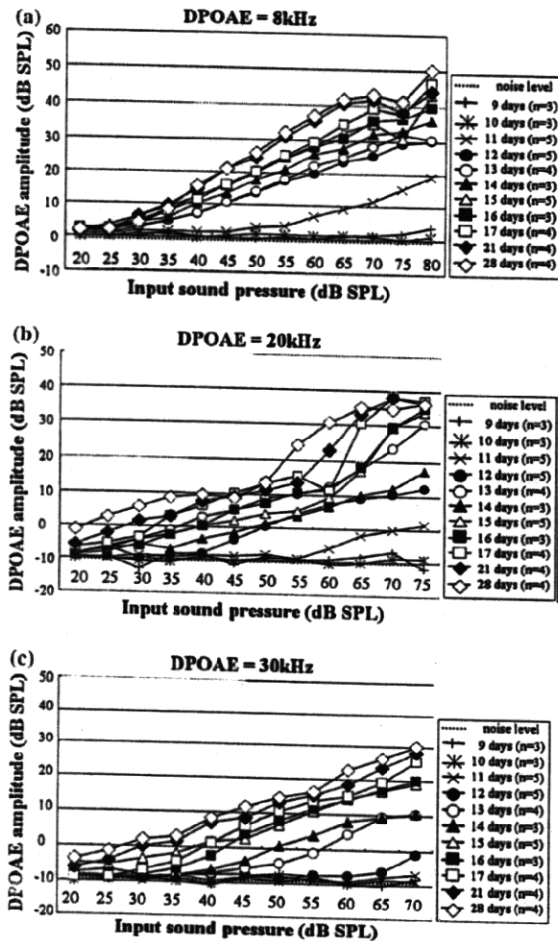 (a)
DPOAE = 8kHz
DPOAE amplitude (dB SPL)
60
50
40
30
20
10
0
-10
20 25 30 35 40 45 50 55 60 65 70 75 80
Input sound pressure (dB SPL)
noise level
9 days (n=3)
10 days (n=3)
11 days (n=5)
12 days (n=5)
13 days (n=4)
14 days (n=3)
15 days (n=5)
16 days (n=3)
17 days (n=4)
21 days (n=4)
28 days (n=4)
(b)
DPOAE = 20kHz
DPOAE amplitude (dB SPL)
50
40
30
20
10
0
-10
-20
20 25 30 35 40 45 50 55 60 65 70 75
Input sound pressure (dB SPL)
noise level
9 days (n=3)
10 days (n=3)
11 days (n=5)
12 days (n=5)
13 days (n=4)
14 days (n=3)
15 days (n=5)
16 days (n=3)
17 days (n=4)
21 days (n=4)
28 days (n=4)
(c)
DPOAE = 30kHz
DPOAE amplitude (dB SPL)
50
40
30
20
10
0
-10
-20
20 25 30 35 40 45 50 55 60 65 70
Input sound pressure (dB SPL)
noise level
9 days (n=3)
10 days (n=3)
11 days (n=5)
12 days (n=5)
13 days (n=4)
14 days (n=3)
15 days (n=5)
16 days (n=3)
17 days (n=4)
21 days (n=4)
28 days (n=4)